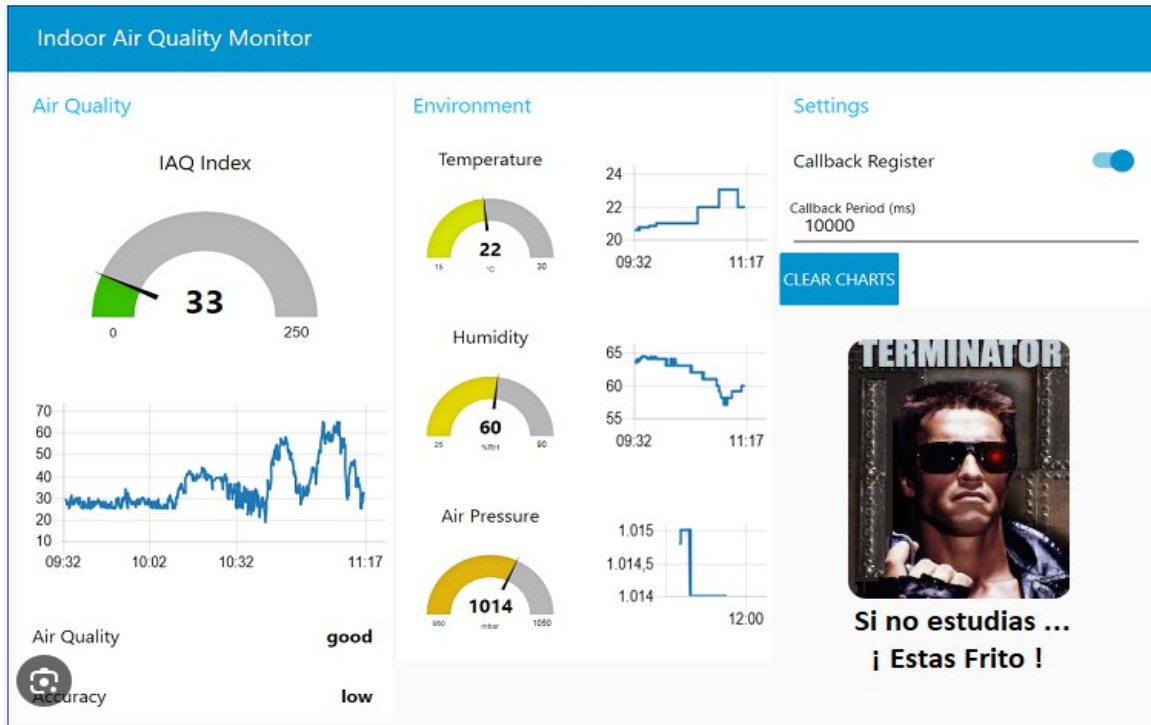 Indoor Air Quality Monitor
Air Quality
IAQ Index
33
0
250
70
60
50
40
30
20
10
09:32
10:02
10:32
11:17
Air Quality
good
Accuracy
low
Environment
Temperature
22
°C
15
30
24
22
20
09:32
11:17
Humidity
60
%RH
25
90
65
60
55
09:32
11:17
Air Pressure
1014
mbar
950
1050
1.015
1.014,5
1.014
12:00
Settings
Callback Register
Callback Period (ms)
10000
CLEAR CHARTS
TERMINATOR
Si no estudias ...
¡ Estas Frito !